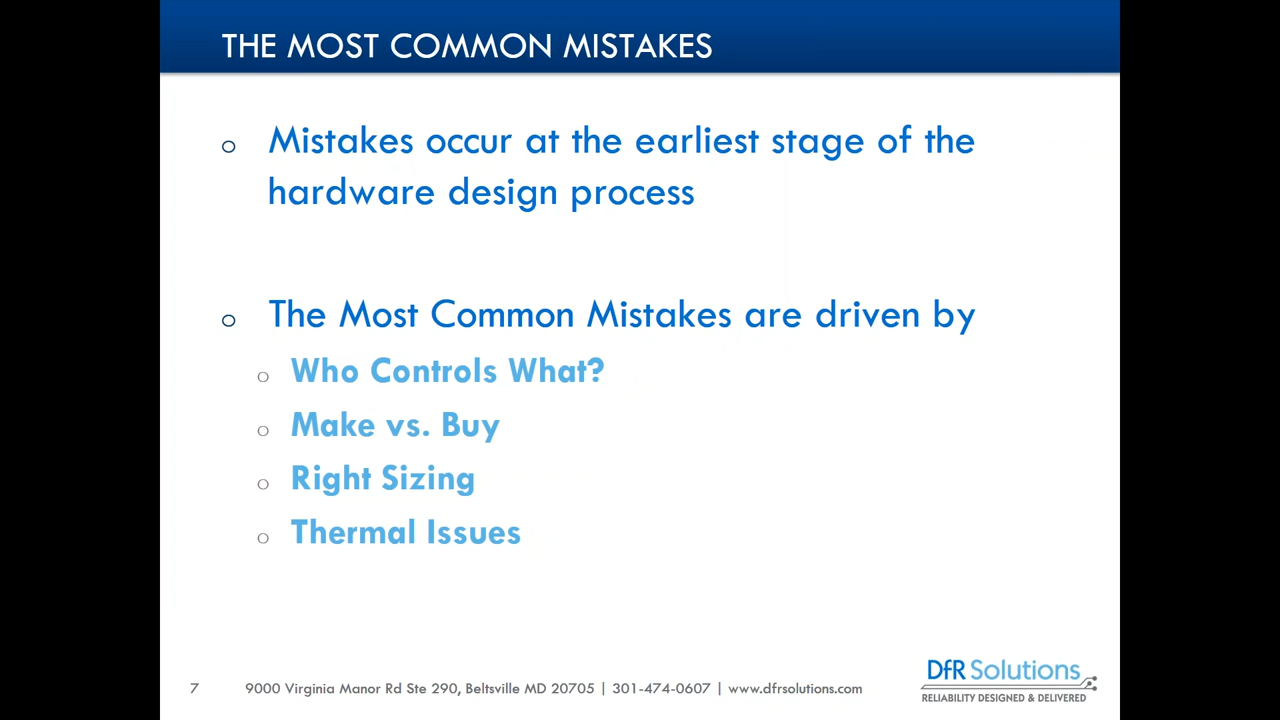 THE MOST COMMON MISTAKES
o Mistakes occur at the earliest stage of the
hardware design process
o The Most Common Mistakes are driven by
o Who Controls What?
o Make vs. Buy
o Right Sizing
o Thermal Issues
7 9000 Virginia Manor Rd Ste 290, Beltsville MD 20705 | 301-474-0607 | www.dfrsolutions.com
DfR Solutions
RELIABILITY DESIGNED & DELIVERED